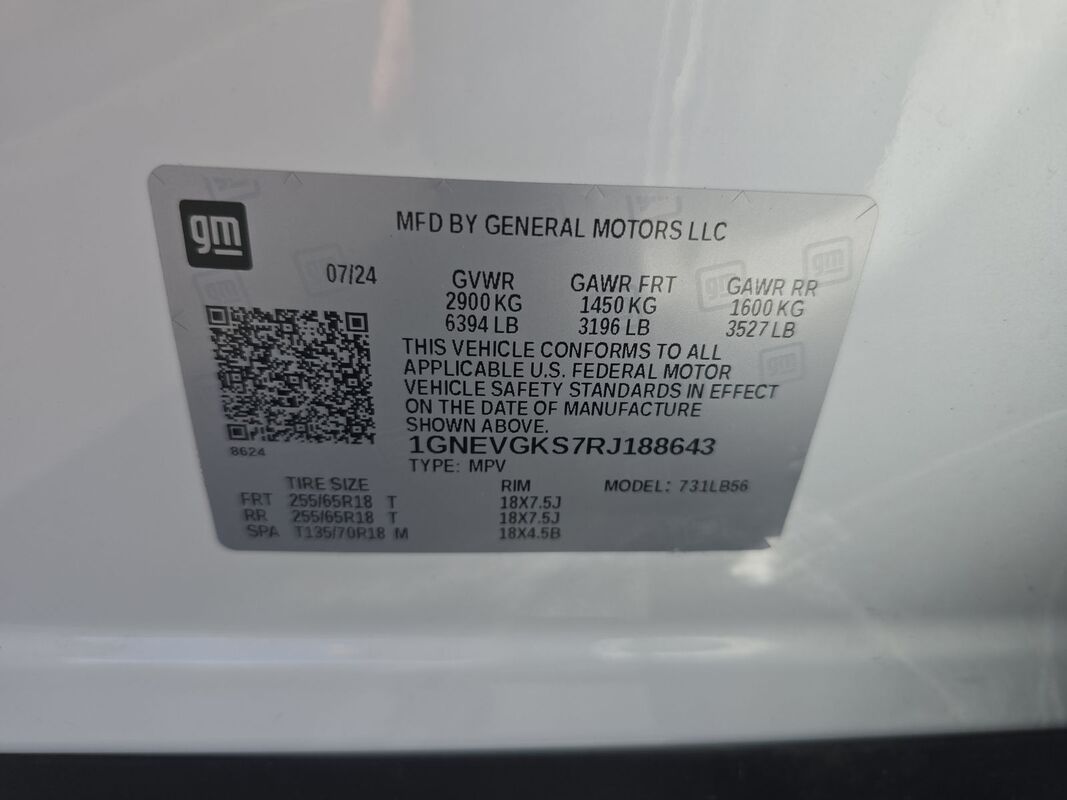 gm
MFD BY GENERAL MOTORS LLC
07/24 GVWR GAWR FRT GAWR RR
2900 KG 1450 KG 1600 KG
6394 LB 3196 LB 3527 LB
THIS VEHICLE CONFORMS TO ALL
APPLICABLE U.S. FEDERAL MOTOR
VEHICLE SAFETY STANDARDS IN EFFECT
ON THE DATE OF MANUFACTURE
SHOWN ABOVE.
8624
1GNEVGKS7RJ188643
TYPE: MPV
TIRE SIZE RIM MODEL: 731LB56
FRT 255/65R18 T 18X7.5J
RR 255/65R18 T 18X7.5J
SPA T135/70R18 M 18X4.5B